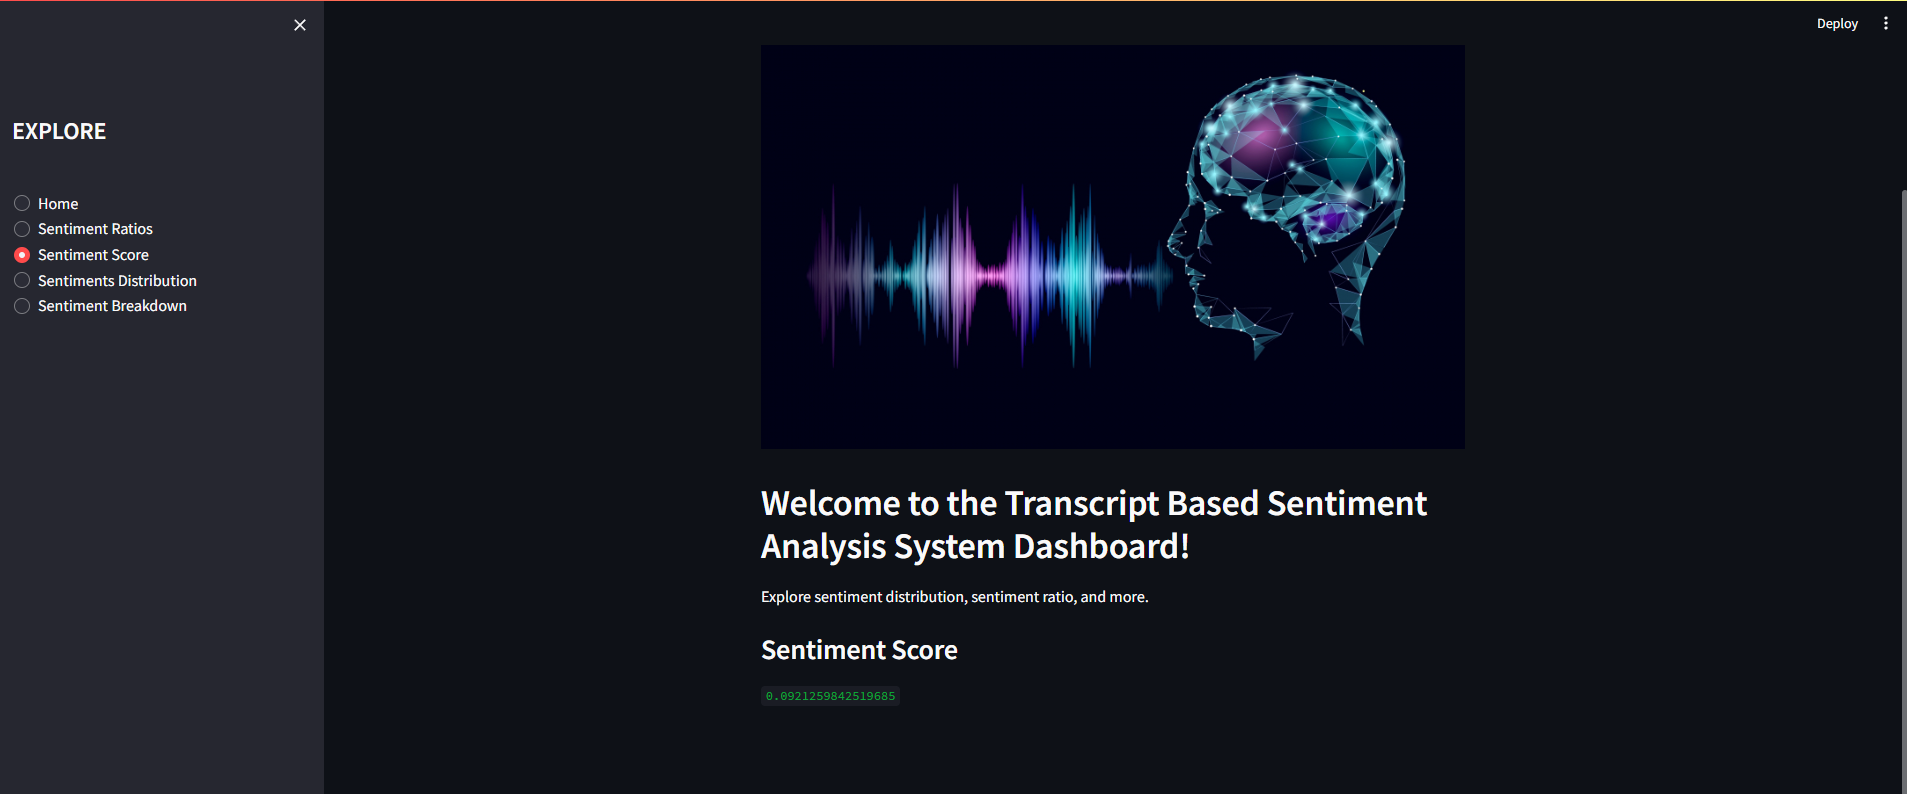 Deploy
EXPLORE
Home
Sentiment Ratios
Sentiment Score
Sentiments Distribution
Sentiment Breakdown
Welcome to the Transcript Based Sentiment
Analysis System Dashboard!
Explore sentiment distribution, sentiment ratio, and more.
Sentiment Score
0.0921259842519685